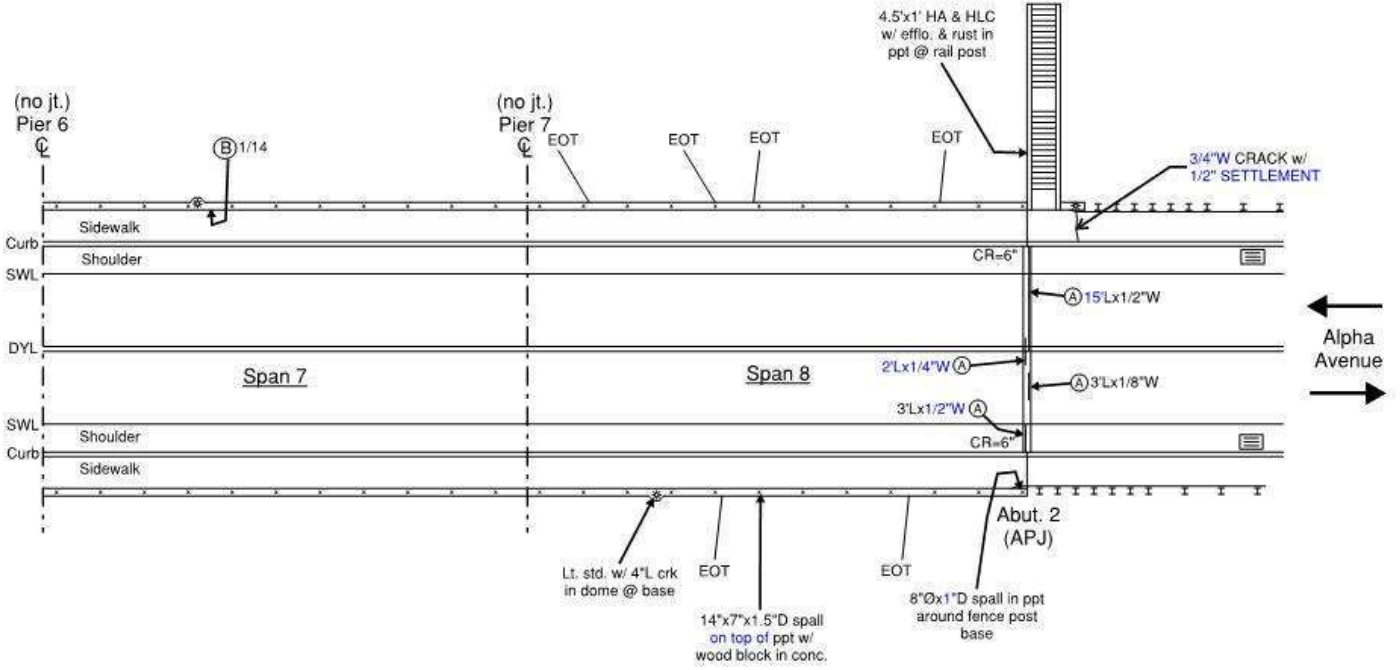 4.5'x1' HA & HLC
w/ efflo. & rust in
ppt @ rail post
(no jt.)
Pier 6
℄
(no jt.)
Pier 7
℄
B 1/14
EOT
EOT
EOT
EOT
3/4"W CRACK w/
1/2" SETTLEMENT
Sidewalk
Curb
Shoulder
CR=6"
SWL
A 15'Lx1/2"W
DYL
Alpha
Avenue
Span 7
Span 8
2'Lx1/4"W A
A 3'Lx1/8"W
3'Lx1/2"W A
SWL
Shoulder
CR=6"
Curb
Sidewalk
Abut. 2
(APJ)
Lt. std. w/ 4"L crk
in dome @ base
EOT
EOT
14"x7"x1.5"D spall
on top of ppt w/
wood block in conc.
8"Øx1"D spall in ppt
around fence post
base